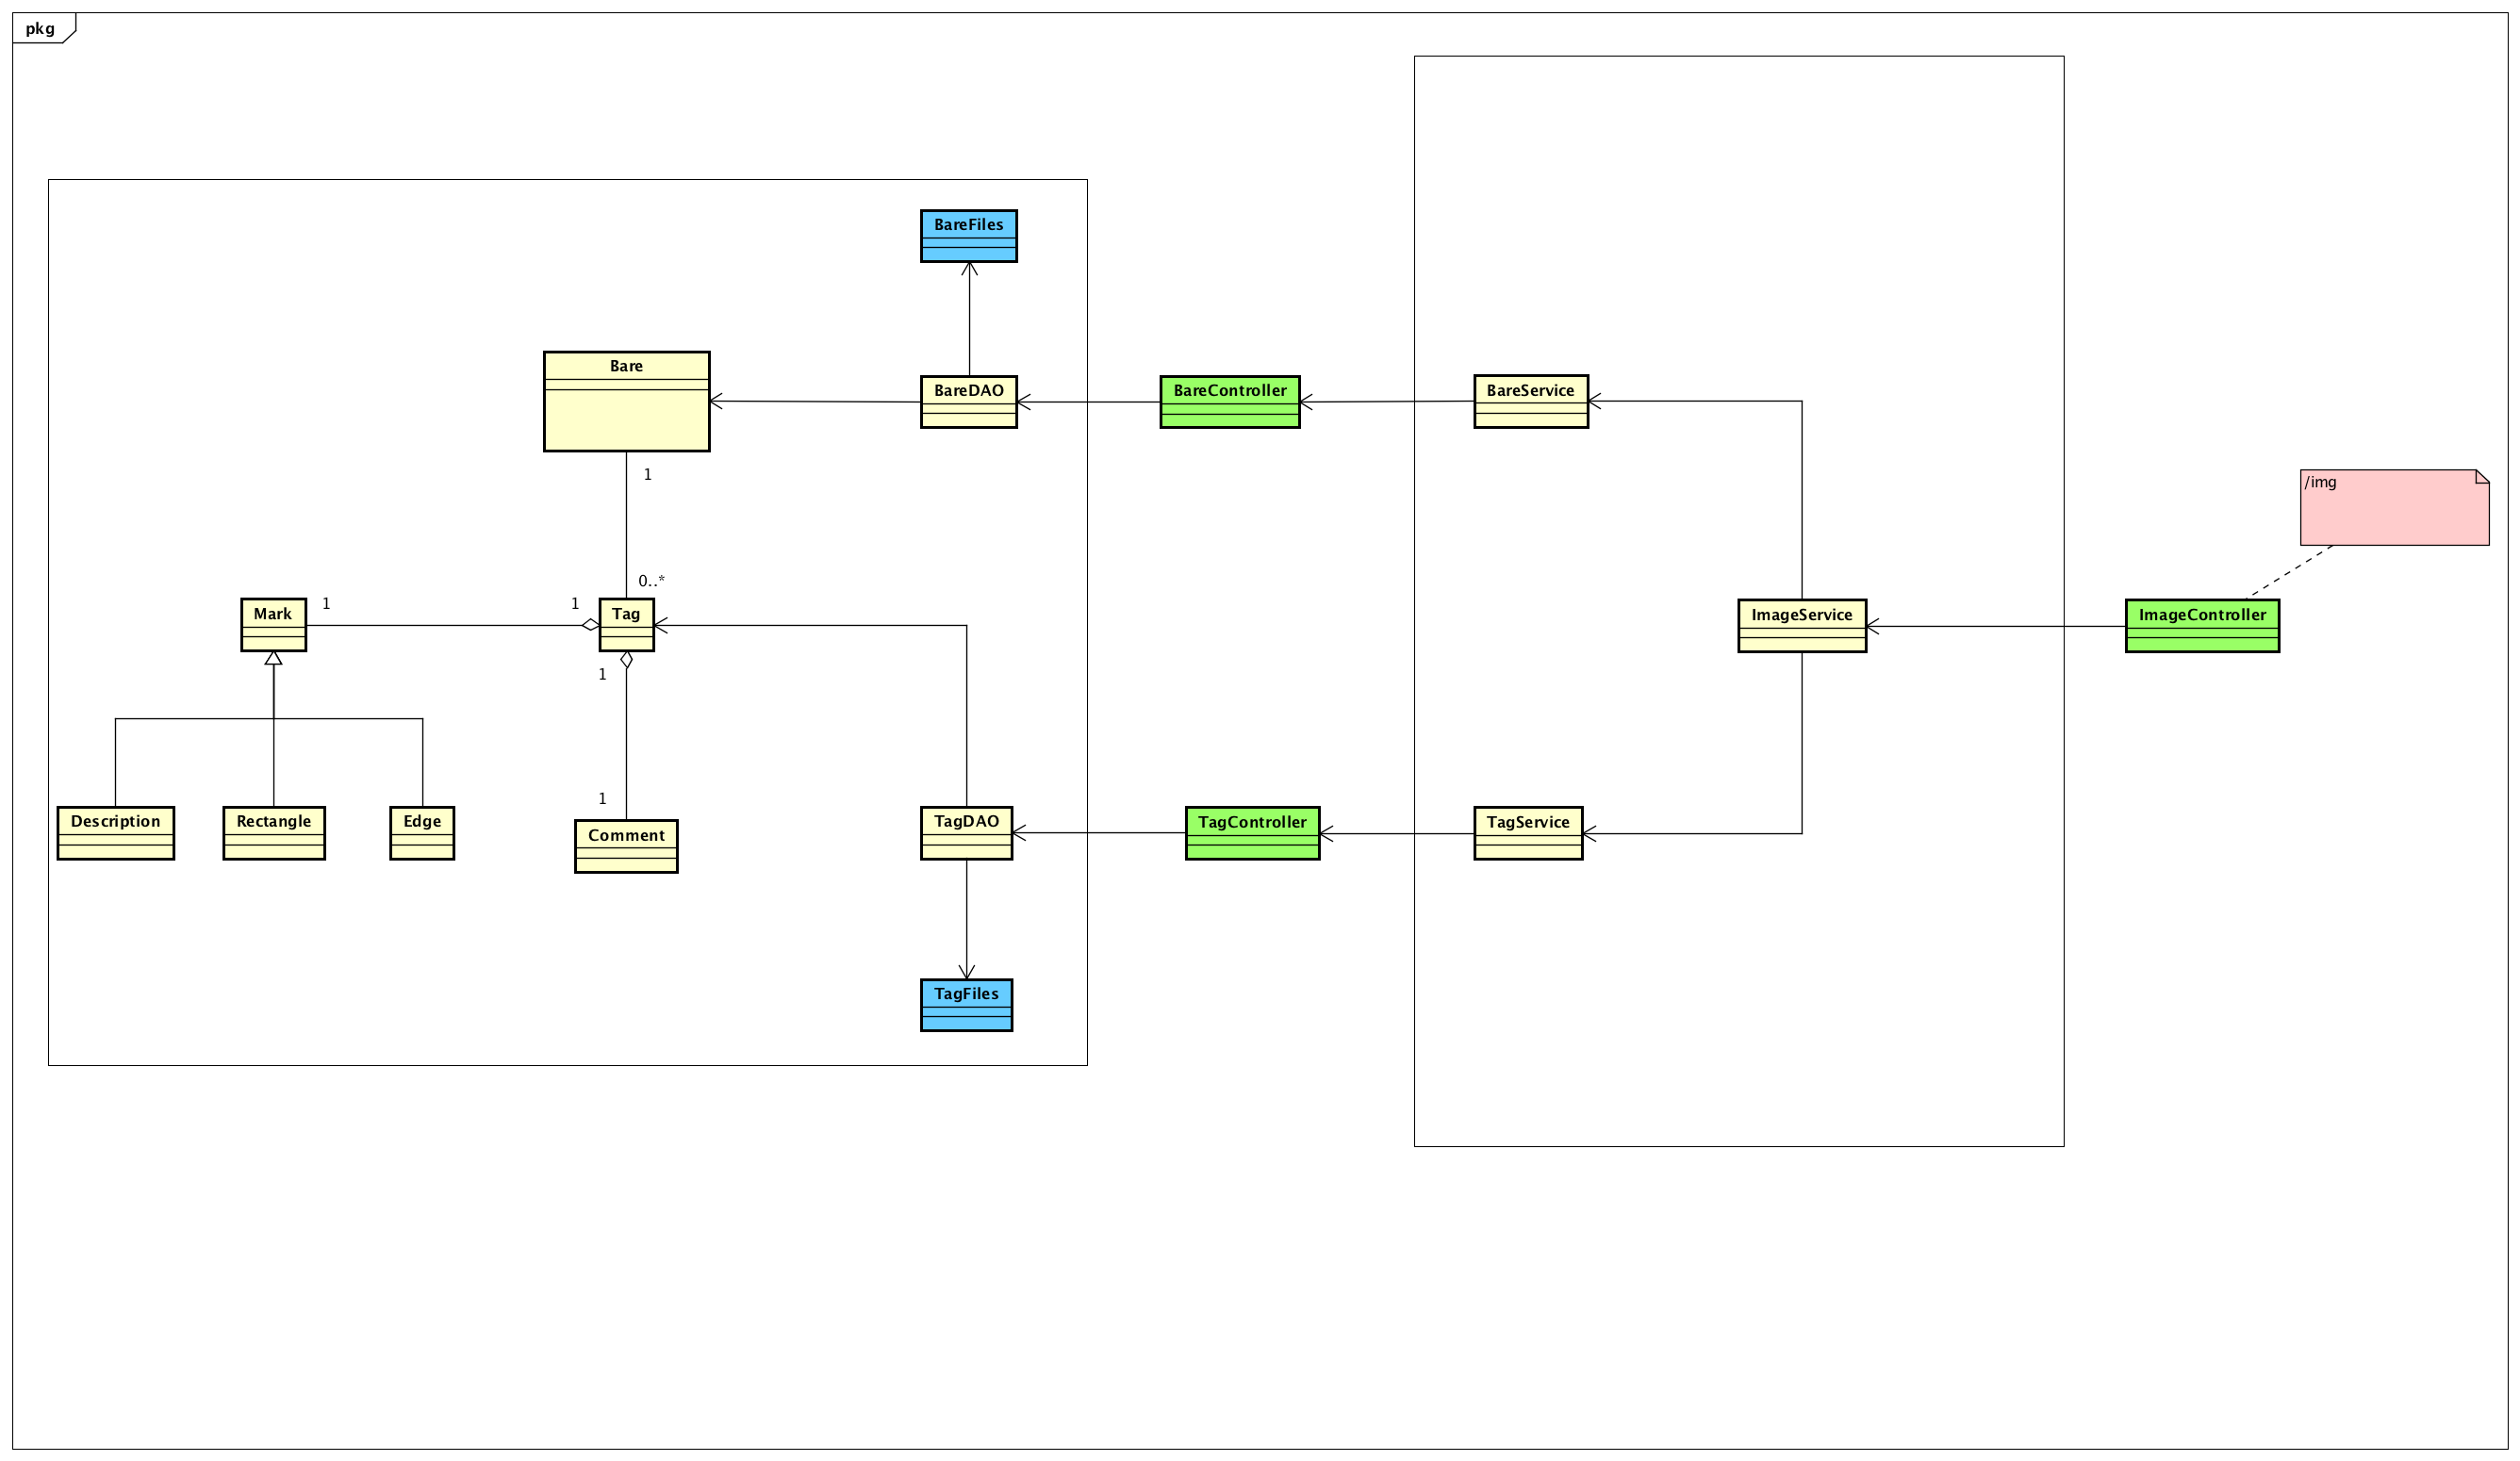 pkg
BareFiles
Bare
BareDAO
BareController
BareService
1
/img
0..*
Mark
1
1
Tag
ImageService
ImageController
1
1
Description
Rectangle
Edge
Comment
TagDAO
TagController
TagService
TagFiles